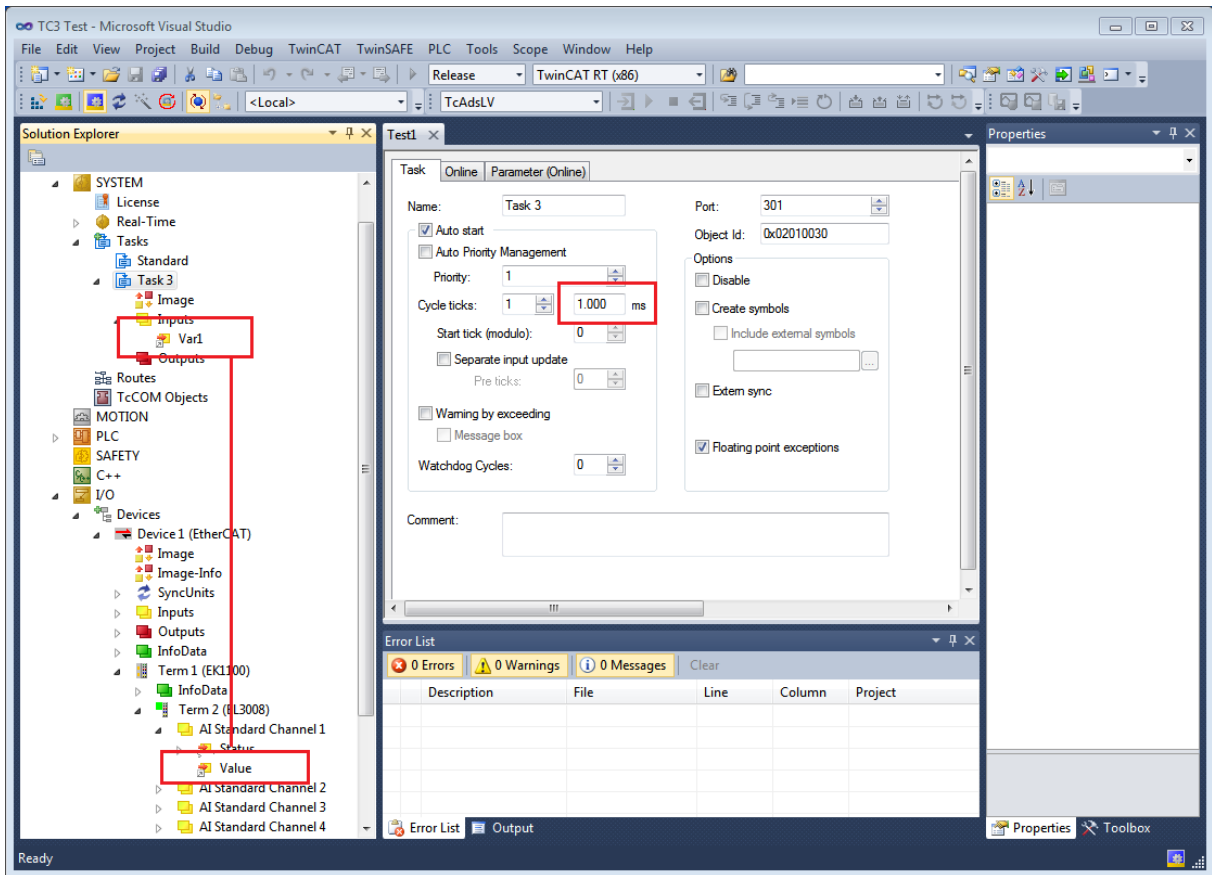 TC3 Test - Microsoft Visual Studio
File Edit View Project Build Debug TwinCAT TwinSAFE PLC Tools Scope Window Help
Release TwinCAT RT (x86)
<Local> TcAdsLV
Solution Explorer
SYSTEM
License
Real-Time
Tasks
Standard
Task 3
Image
Inputs
Var1
Outputs
Routes
TcCOM Objects
MOTION
PLC
SAFETY
C++
I/O
Devices
Device 1 (EtherCAT)
Image
Image-Info
SyncUnits
Inputs
Outputs
InfoData
Term 1 (EK1100)
InfoData
Term 2 (EL3008)
AI Standard Channel 1
Status
Value
AI Standard Channel 2
AI Standard Channel 3
AI Standard Channel 4
Test1
Task Online Parameter (Online)
Name: Task 3
Auto start
Auto Priority Management
Priority: 1
Cycle ticks: 1 1.000 ms
Start tick (modulo): 0
Separate input update
Pre ticks: 0
Warning by exceeding
Message box
Watchdog Cycles: 0
Port: 301
Object Id: 0x02010030
Options
Disable
Create symbols
Include external symbols
...
Extern sync
Floating point exceptions
Comment:
Error List
0 Errors 0 Warnings 0 Messages Clear
Description File Line Column Project
Error List Output
Properties
Properties Toolbox
Ready